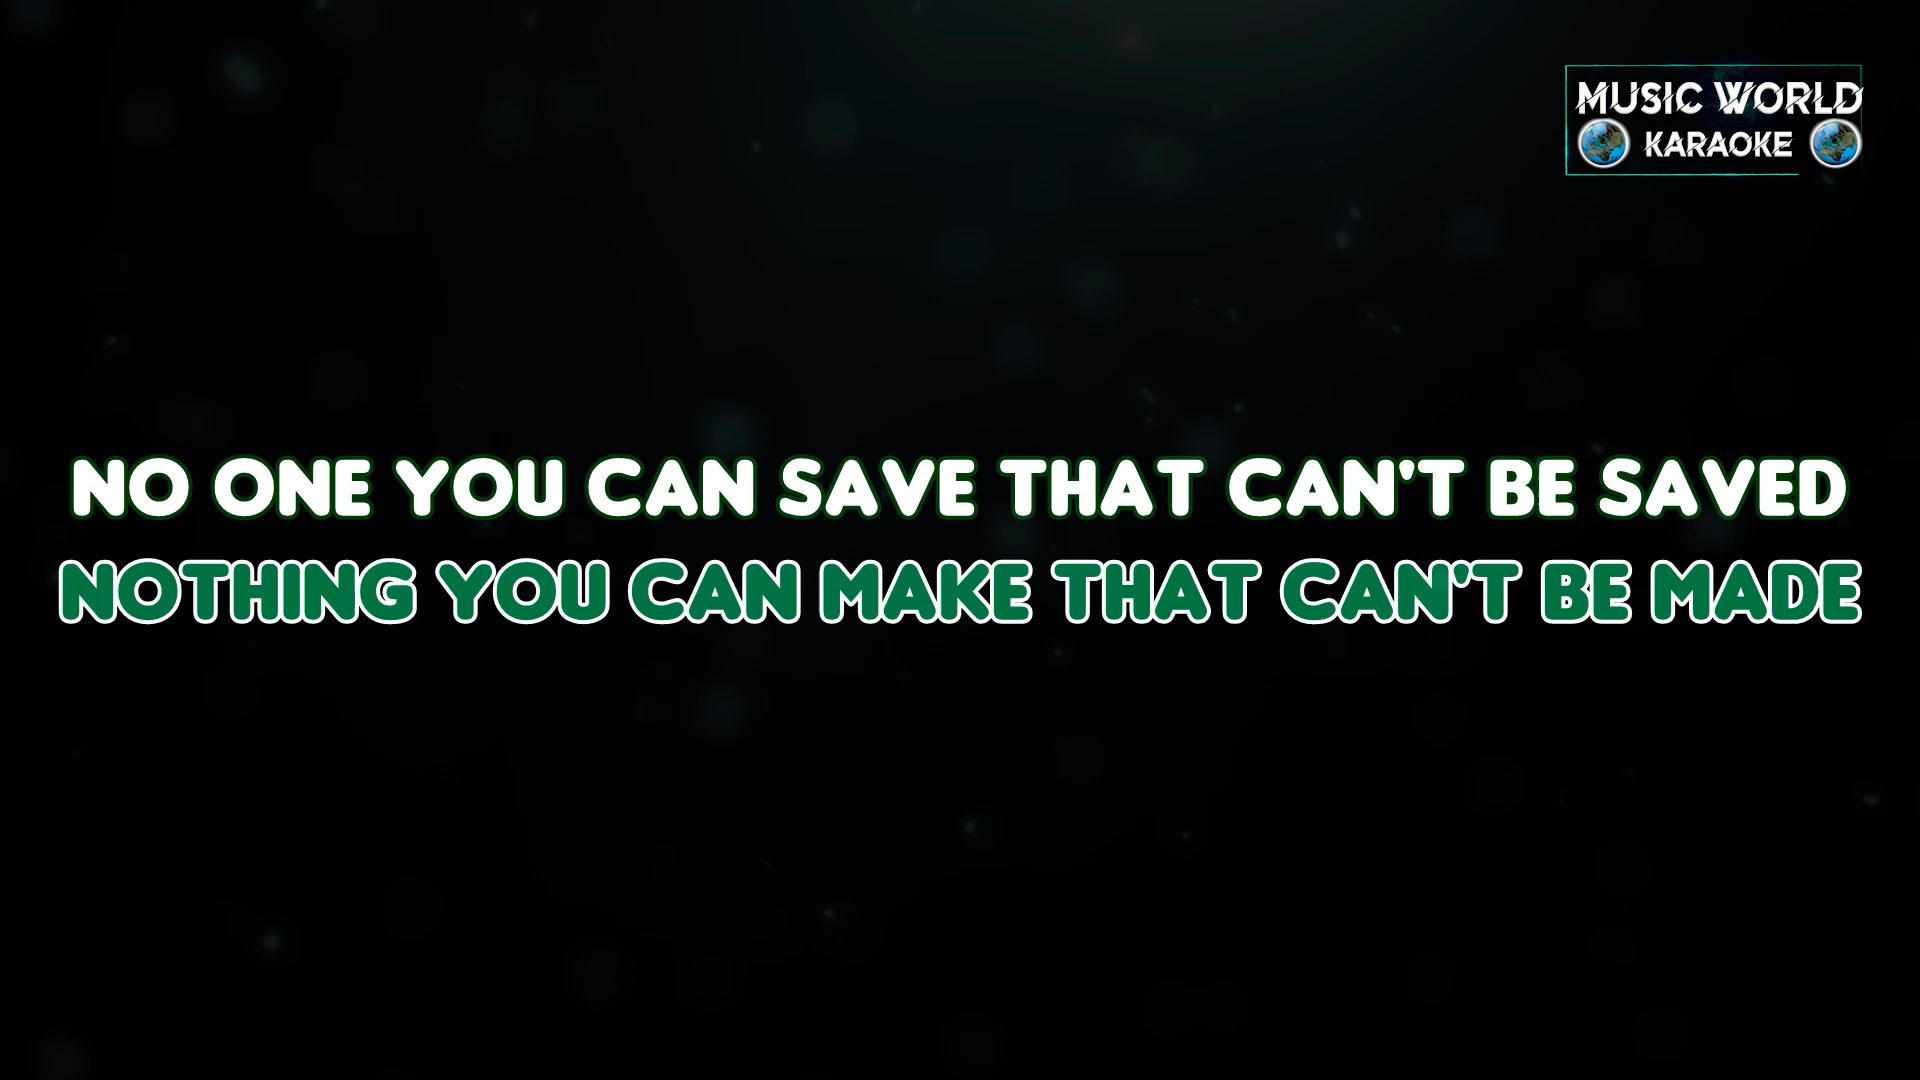 MUSIC WORLD
KARAOKE
NO ONE YOU CAN SAVE THAT CAN'T BE SAVED
NOTHING YOU CAN MAKE THAT CAN'T BE MADE